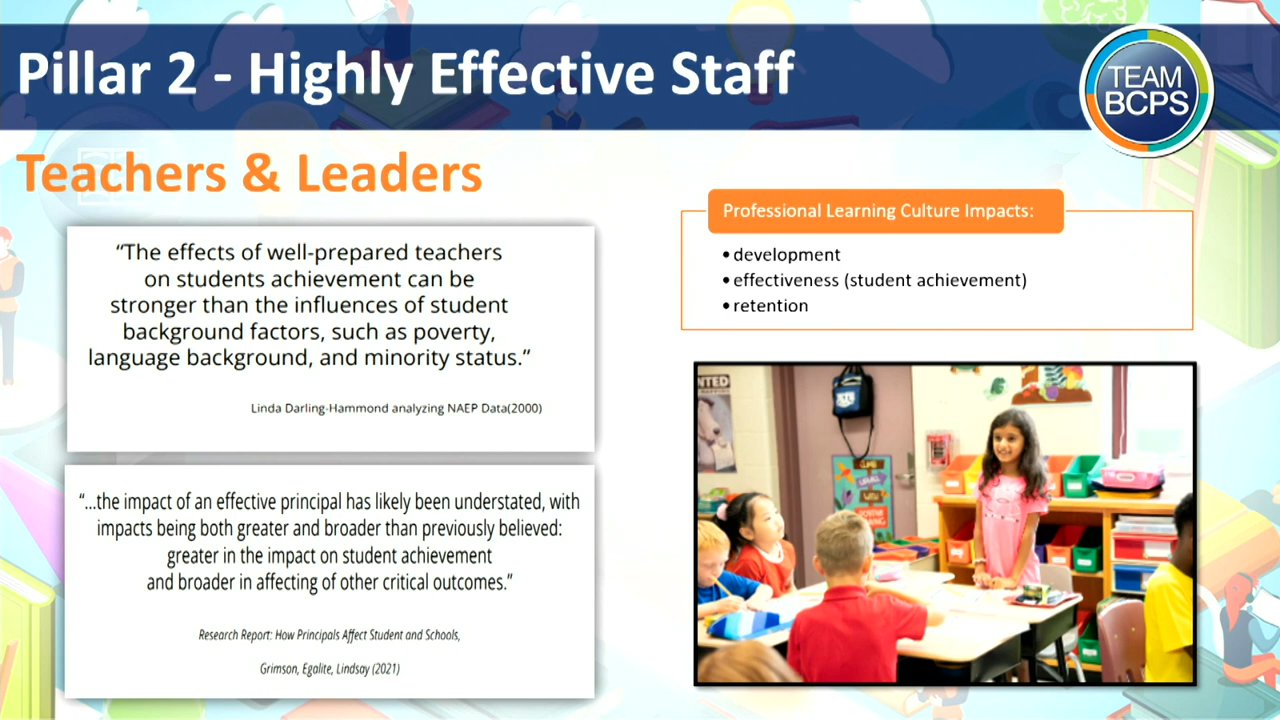 Pillar 2 - Highly Effective Staff
TEAM
BCPS
Teachers & Leaders
“The effects of well-prepared teachers
on students achievement can be
stronger than the influences of student
background factors, such as poverty,
language background, and minority status.”
Linda Darling-Hammond analyzing NAEP Data(2000)
“...the impact of an effective principal has likely been understated, with
impacts being both greater and broader than previously believed:
greater in the impact on student achievement
and broader in affecting of other critical outcomes.”
Research Report: How Principals Affect Student and Schools,
Grimson, Egalite, Lindsay (2021)
Professional Learning Culture Impacts:
• development
• effectiveness (student achievement)
• retention